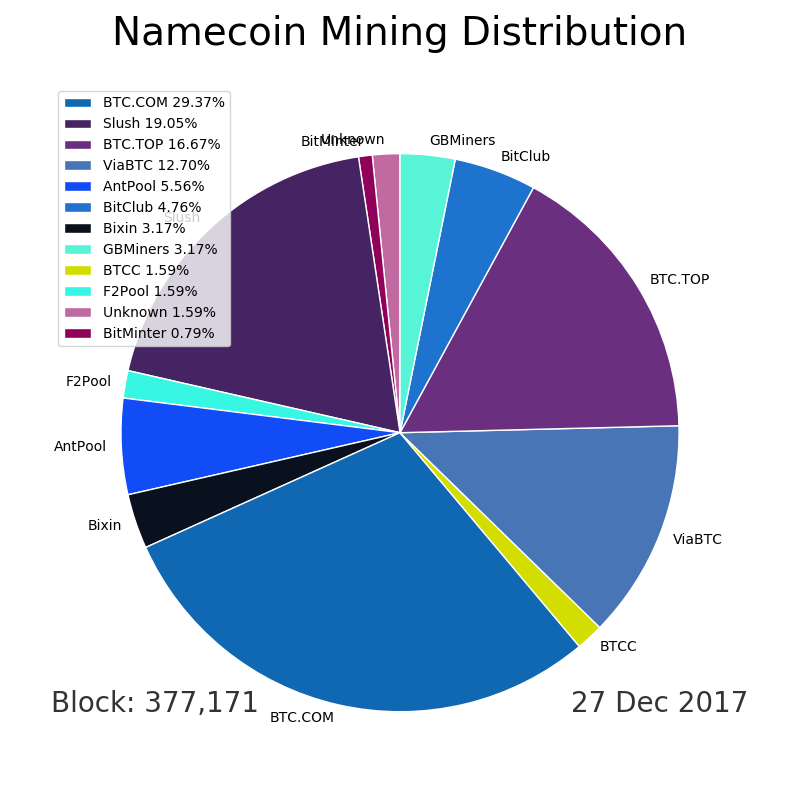 Namecoin Mining Distribution
BTC.COM 29.37%
Slush 19.05%
BTC.TOP 16.67%
ViaBTC 12.70%
AntPool 5.56%
BitClub 4.76%
Bixin 3.17%
GBMiners 3.17%
BTCC 1.59%
F2Pool 1.59%
Unknown 1.59%
BitMinter 0.79%
BitMinter
Unknown
GBMiners
BitClub
Slush
BTC.TOP
F2Pool
AntPool
Bixin
ViaBTC
BTCC
BTC.COM
Block: 377,171
27 Dec 2017